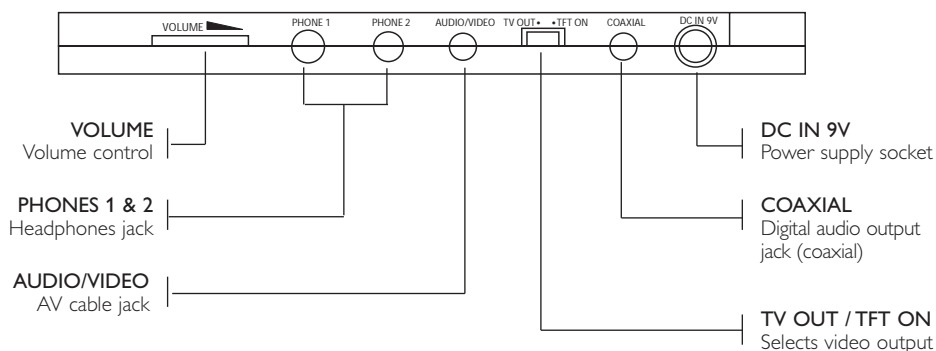 VOLUME
PHONE 1
PHONE 2
AUDIO/VIDEO
TV OUT• •TFT ON
COAXIAL
DC IN 9V
VOLUME
Volume control
PHONES 1 & 2
Headphones jack
AUDIO/VIDEO
AV cable jack
DC IN 9V
Power supply socket
COAXIAL
Digital audio output
jack (coaxial)
TV OUT / TFT ON
Selects video output